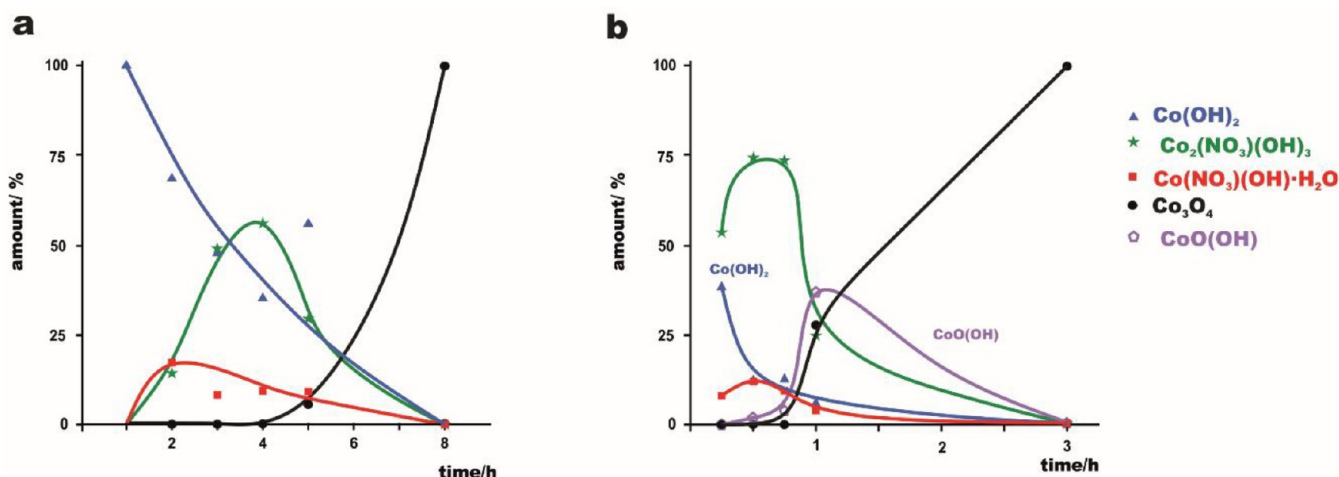 a
100
75
50
25
0
amount/ %
2
4
6
8
time/h
b
100
75
50
25
0
amount/ %
Co(OH)₂
CoO(OH)
1
2
3
time/h
Co(OH)₂
Co₂(NO₃)(OH)₃
Co(NO₃)(OH)·H₂O
Co₃O₄
CoO(OH)